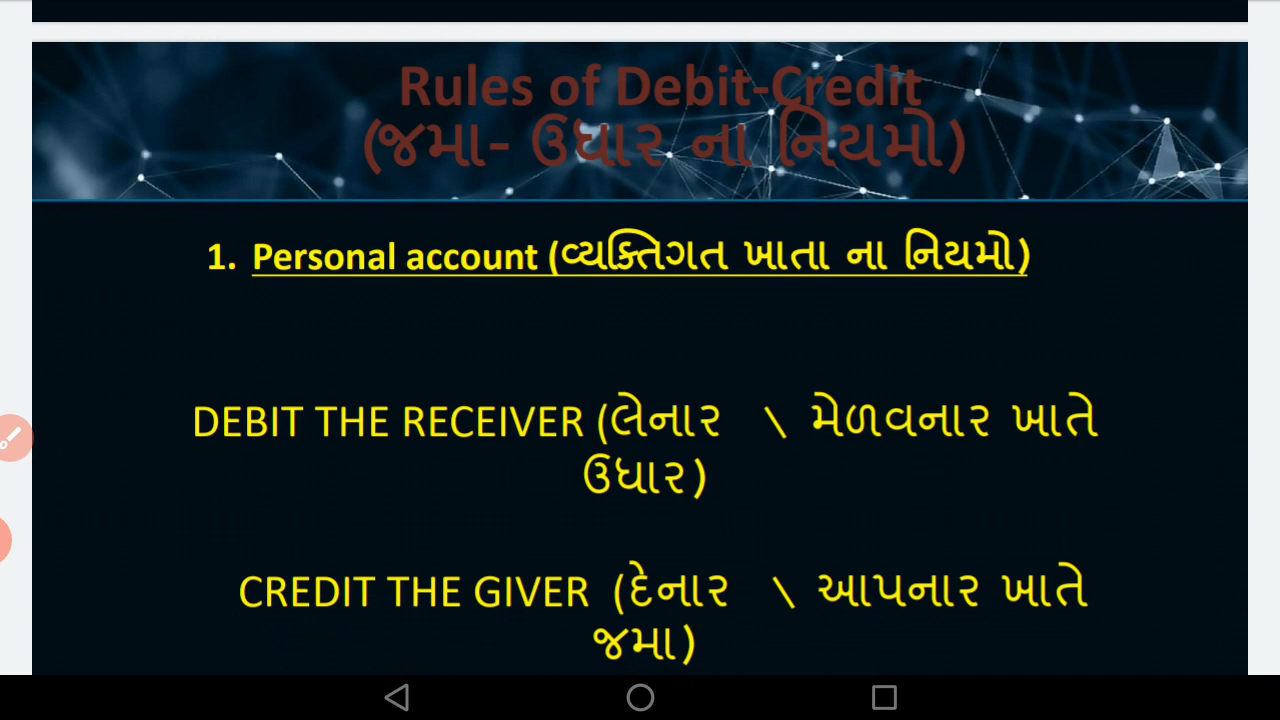 Rules of Debit-Credit
(જમા- ઉધાર ના નિયમો)
1. Personal account (વ્યક્તિગત ખાતા ના નિયમો)
DEBIT THE RECEIVER (લેનાર \ મેળવનાર ખાતે
ઉધાર)
CREDIT THE GIVER (દેનાર \ આપનાર ખાતે
જમા)